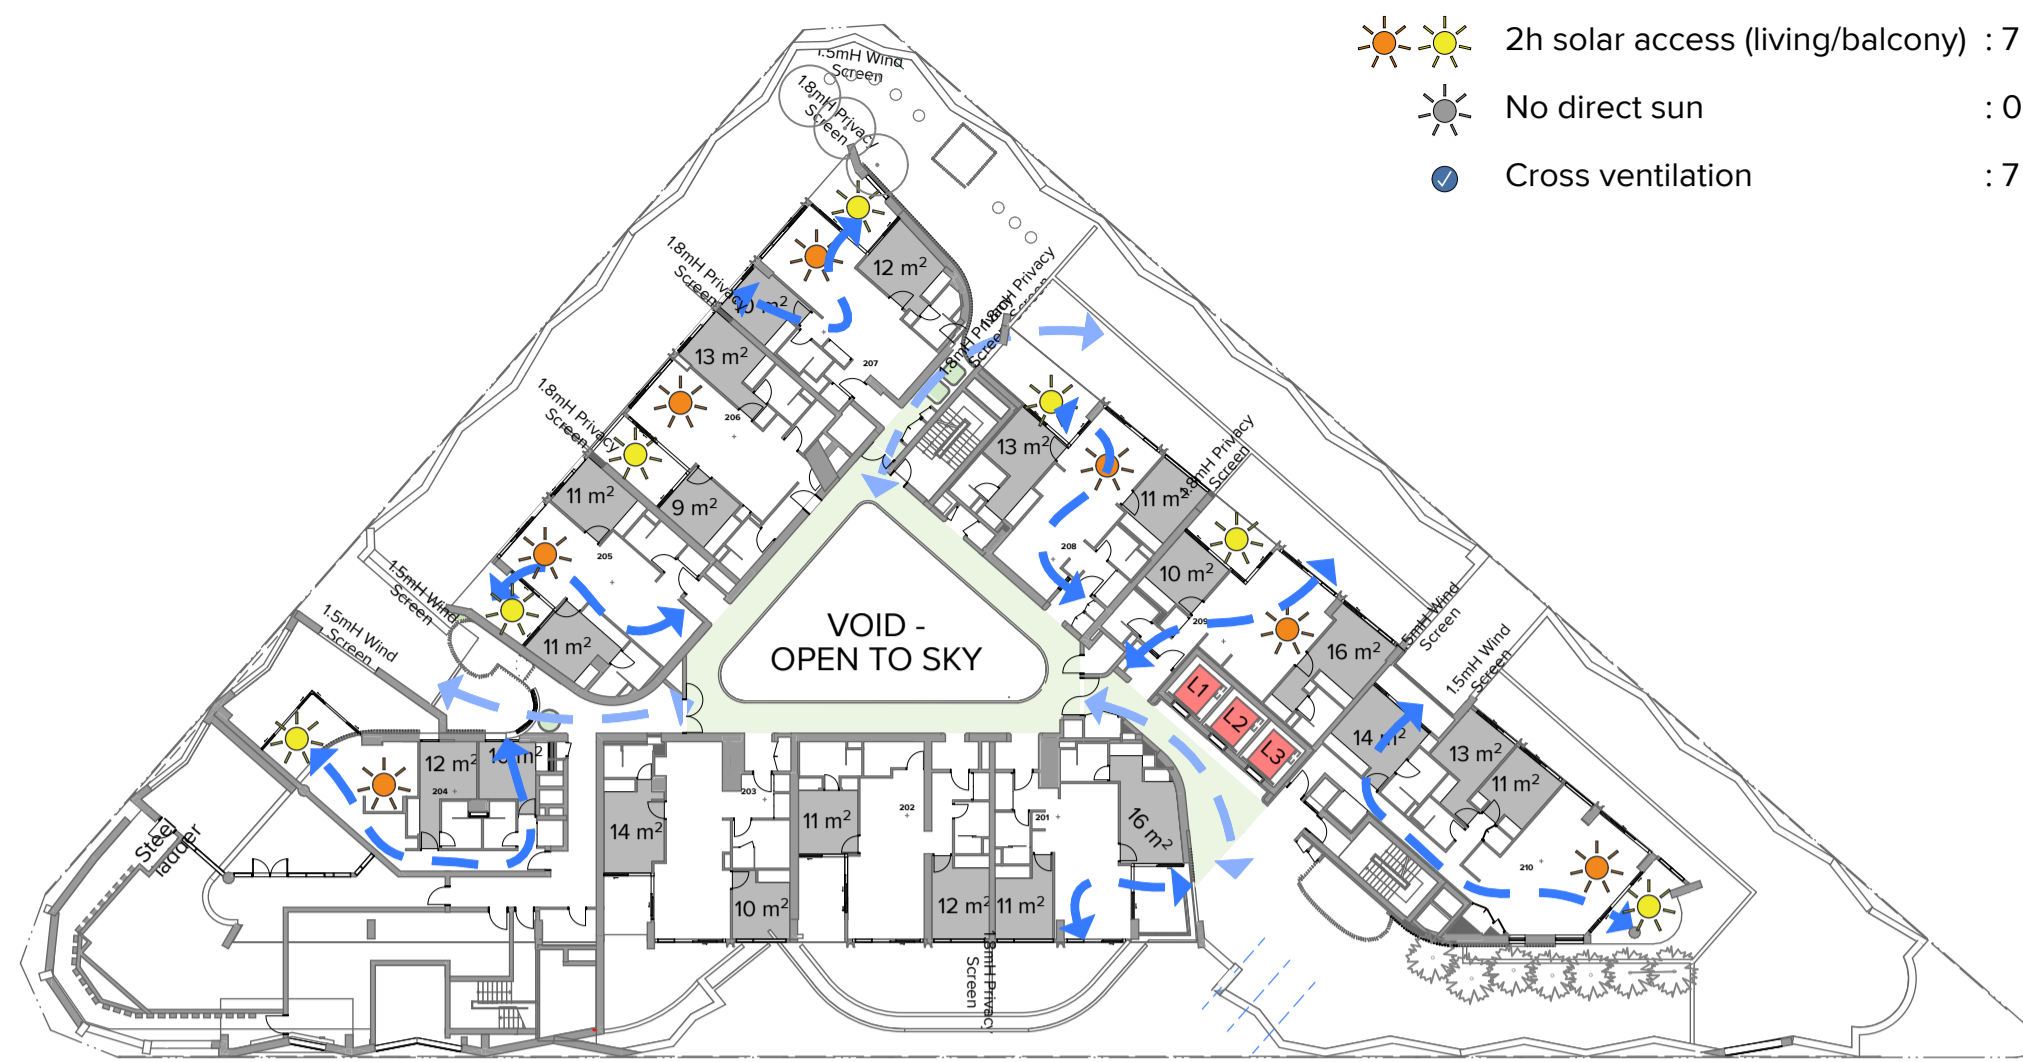 2h solar access (living/balcony) : 7
No direct sun : 0
Cross ventilation : 7
1.5mH Wind
Screen
1.8mH Privacy
Screen
12 m²
1.8mH Privacy
Screen
13 m²
207
1.8mH Privacy
Screen
1.8mH Privacy
Screen
206
1.8mH Privacy
Screen
11 m²
9 m²
205
11 m²
1.5mH Wind
Screen
1.5mH Wind
Screen
13 m²
11 m²
1.8mH Privacy
Screen
208
10 m²
209
16 m²
Screen
1.5mH Wind
Screen
VOID -
OPEN TO SKY
L1
L2
L3
14 m²
13 m²
11 m²
210
12 m²
204
Steel
ladder
14 m²
203
10 m²
11 m²
202
12 m²
11 m²
201
16 m²
Screen